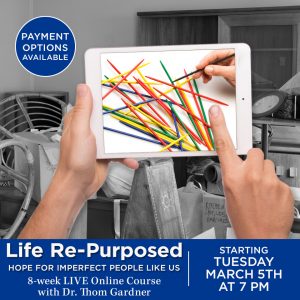 PAYMENT
OPTIONS
AVAILABLE
Life Re-Purposed
HOPE FOR IMPERFECT PEOPLE LIKE US
8-week LIVE Online Course
with Dr. Thom Gardner
STARTING
TUESDAY
MARCH 5TH
AT 7 PM